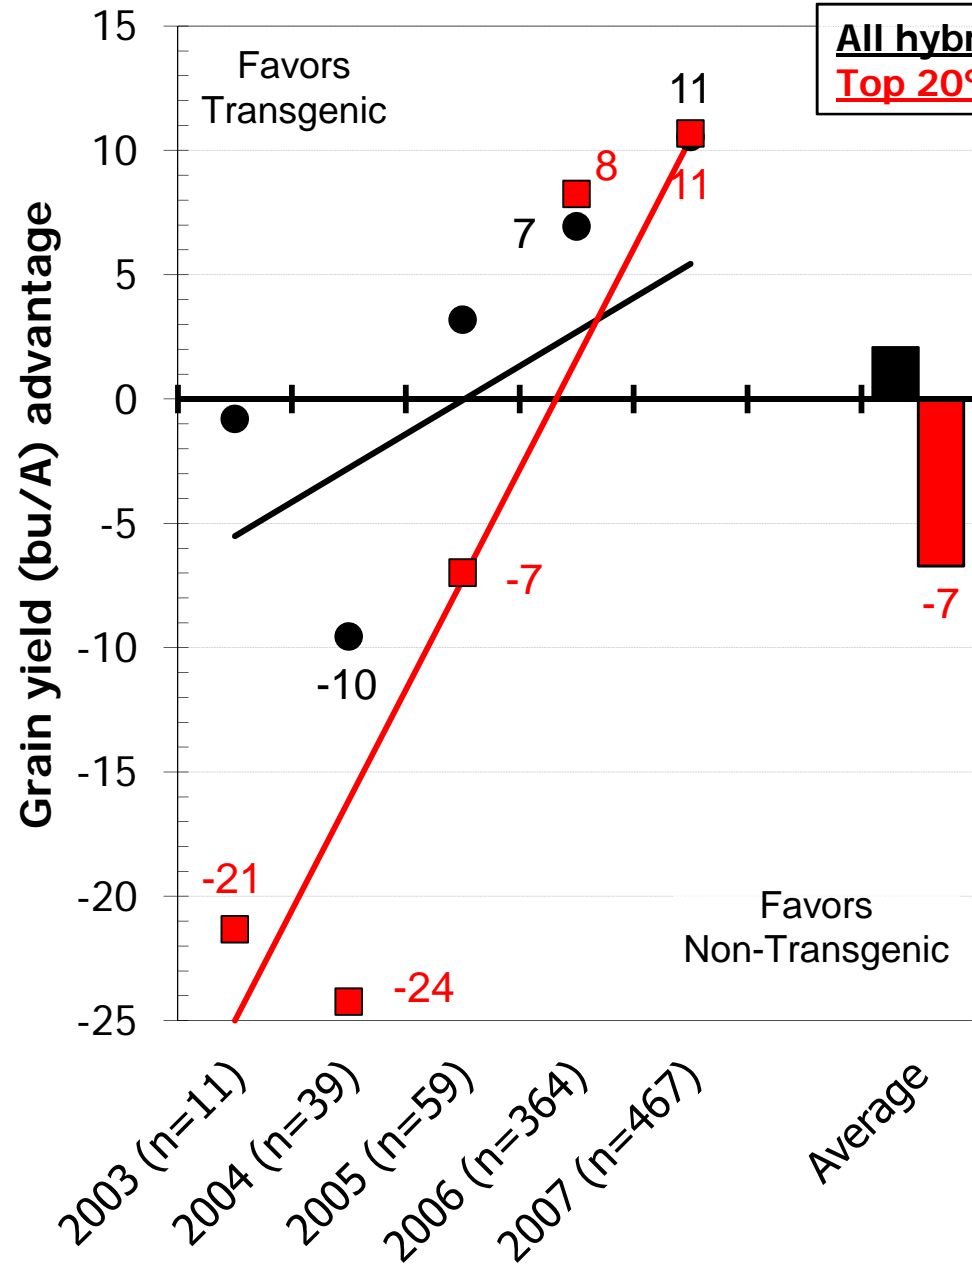 15
10
5
0
-5
-10
-15
-20
-25
Grain yield (bu/A) advantage
Favors
Transgenic
All hybr
Top 20%
11
8
11
7
-7
-10
-7
-21
-24
Favors
Non-Transgenic
2003 (n=11)
2004 (n=39)
2005 (n=59)
2006 (n=364)
2007 (n=467)
Average